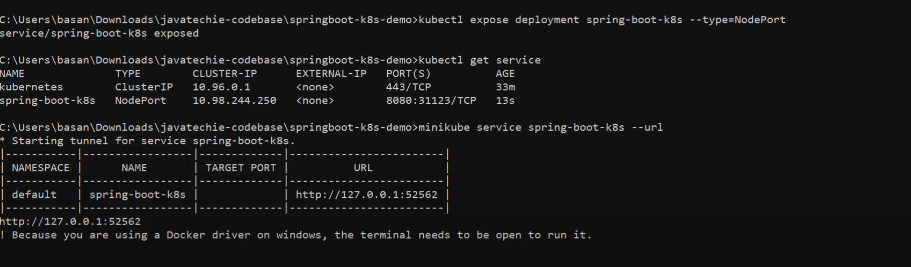 C:\Users\basan\Downloads\javatechie-codebase\springboot-k8s-demo>kubectl expose deployment spring-boot-k8s --type=NodePort
service/spring-boot-k8s exposed
C:\Users\basan\Downloads\javatechie-codebase\springboot-k8s-demo>kubectl get service
NAME              TYPE        CLUSTER-IP      EXTERNAL-IP   PORT(S)          AGE
kubernetes        ClusterIP   10.96.0.1       <none>        443/TCP          33m
spring-boot-k8s   NodePort    10.98.244.250   <none>        8080:31123/TCP   13s
C:\Users\basan\Downloads\javatechie-codebase\springboot-k8s-demo>minikube service spring-boot-k8s --url
* Starting tunnel for service spring-boot-k8s.
|-----------|-----------------|-------------|------------------------|
| NAMESPACE |      NAME       | TARGET PORT |          URL           |
|-----------|-----------------|-------------|------------------------|
| default   | spring-boot-k8s |             | http://127.0.0.1:52562 |
|-----------|-----------------|-------------|------------------------|
http://127.0.0.1:52562
! Because you are using a Docker driver on windows, the terminal needs to be open to run it.